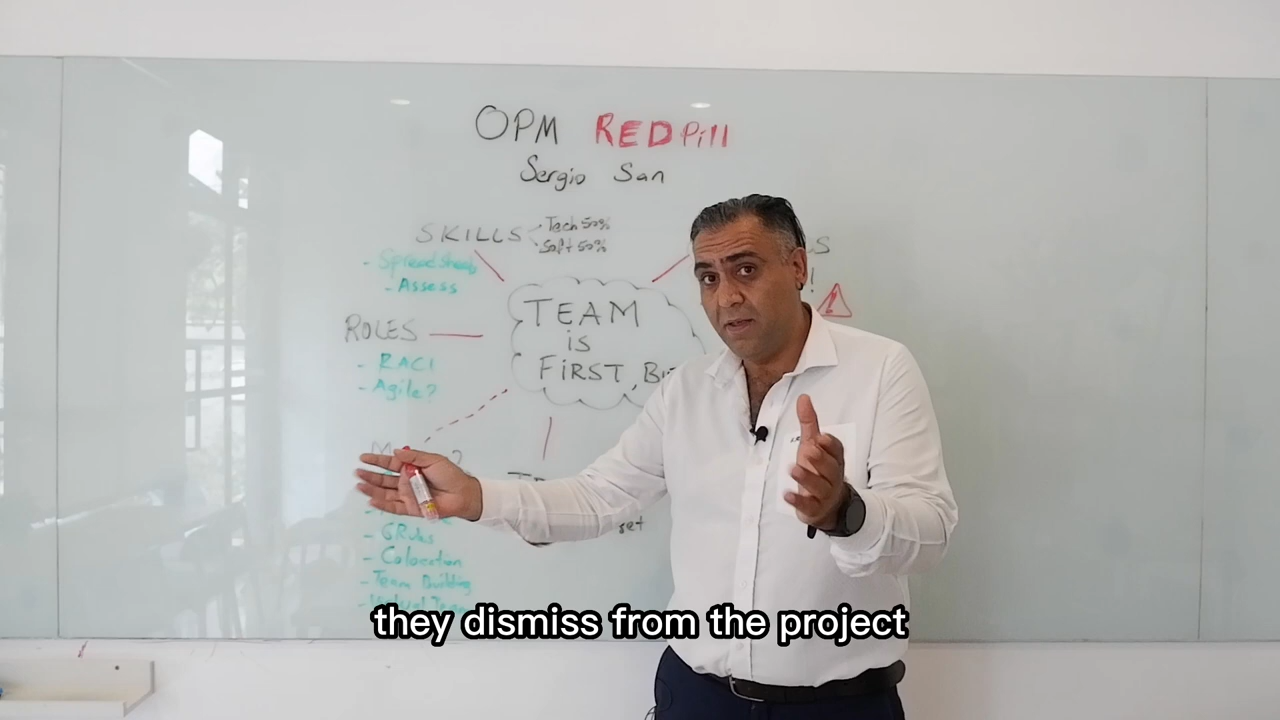 OPM REDPill
Sergio San
SKILLS
Tech 50%
Soft 50%
- Spreadsheet
- Assess
TEAM
is
FIRST, BU
ROLES
- RACI
- Agile?
- GRules
- Colocation
- Team Building
set
they dismiss from the project